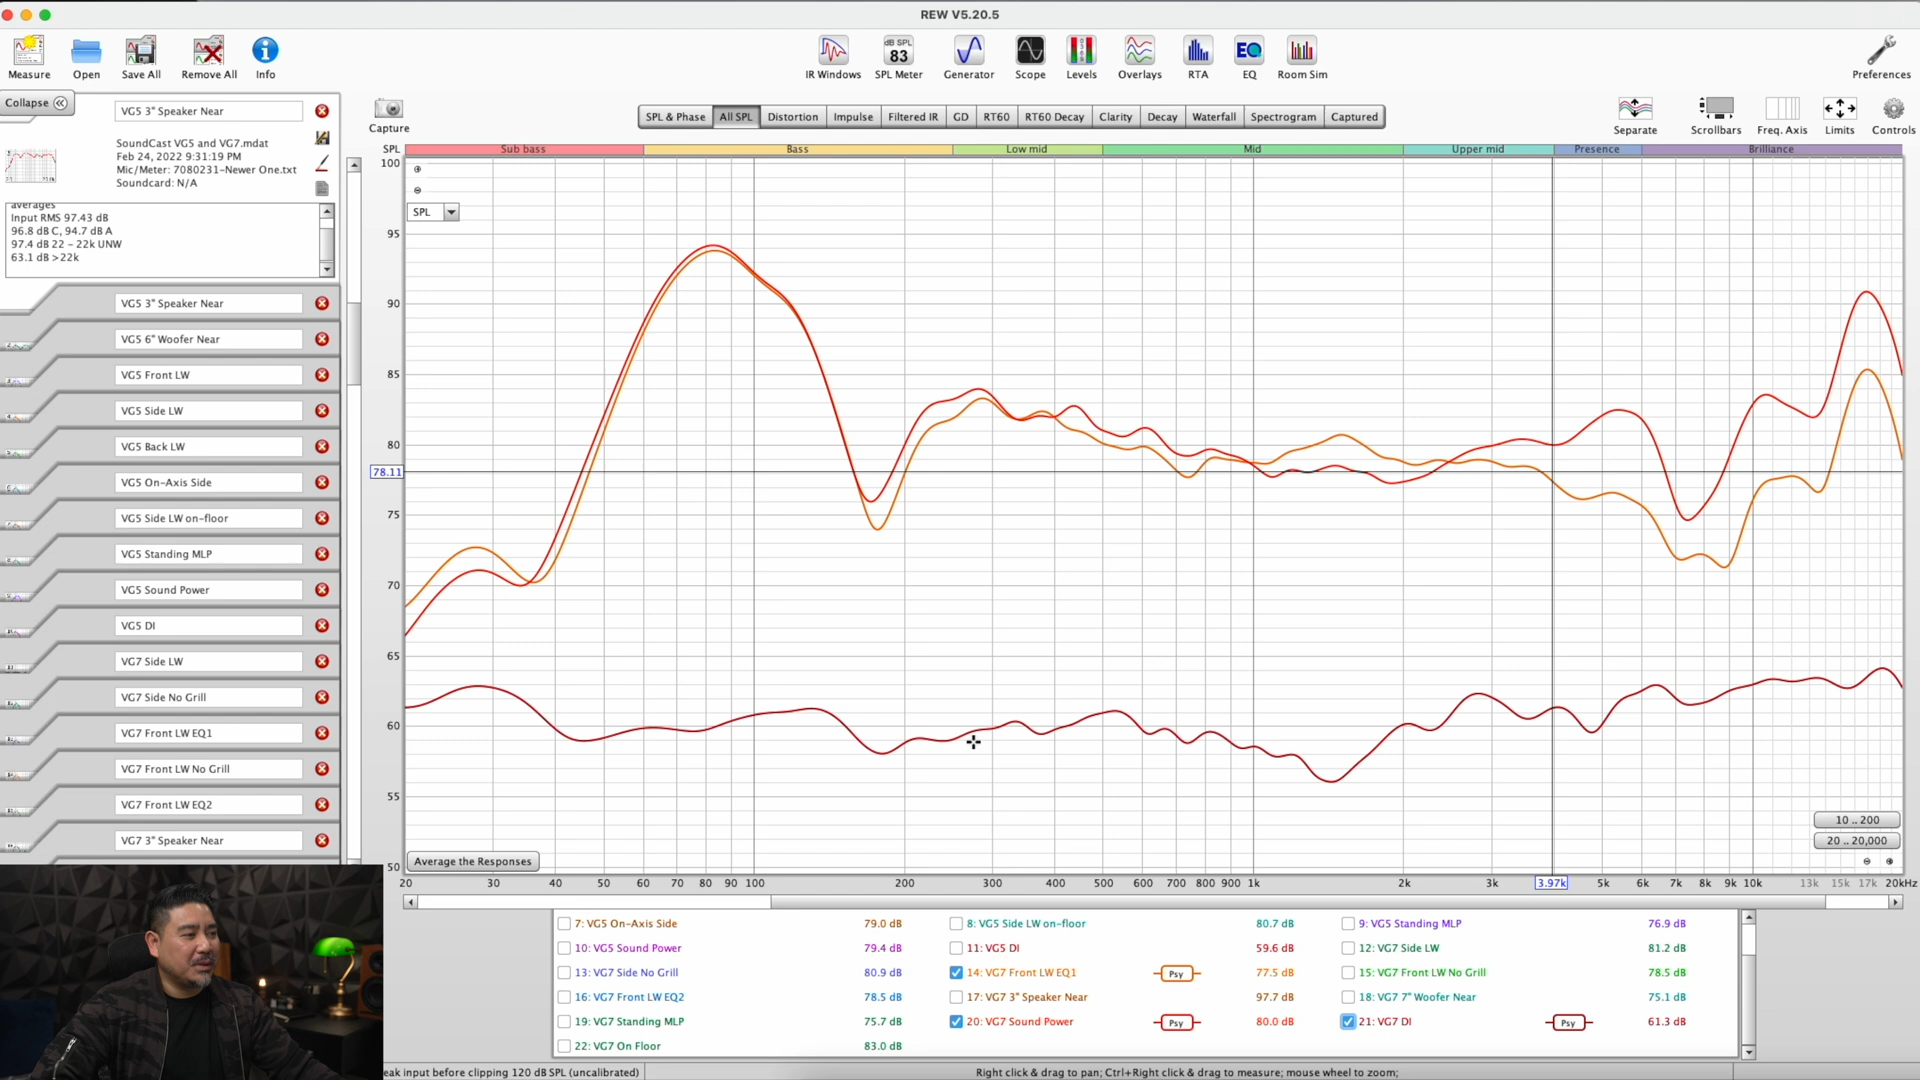 REW V5.20.5
Measure
Open
Save All
Remove All
Info
IR Windows
dB SPL
83
SPL Meter
Generator
Scope
Levels
Overlays
RTA
EQ
EQ
Room Sim
Preferences
Collapse
VG5 3" Speaker Near
SoundCast VG5 and VG7.mdat
Feb 24, 2022 9:31:19 PM
Mic/Meter: 7080231-Newer One.txt
Soundcard: N/A
averages
Input RMS 97.43 dB
96.8 dB C, 94.7 dB A
97.4 dB 22 - 22k UNW
63.1 dB >22k
VG5 3" Speaker Near
VG5 6" Woofer Near
VG5 Front LW
VG5 Side LW
VG5 Back LW
VG5 On-Axis Side
VG5 Side LW on-floor
VG5 Standing MLP
VG5 Sound Power
VG5 DI
VG7 Side LW
VG7 Side No Grill
VG7 Front LW EQ1
VG7 Front LW No Grill
VG7 Front LW EQ2
VG7 3" Speaker Near
Capture
SPL & Phase
All SPL
Distortion
Impulse
Filtered IR
GD
RT60
RT60 Decay
Clarity
Decay
Waterfall
Spectrogram
Captured
Separate
Scrollbars
Freq. Axis
Limits
Controls
SPL
Sub bass
Bass
Low mid
Mid
Upper mid
Presence
Brilliance
SPL
100
95
90
85
80
78.11
75
70
65
60
55
50
10 .. 200
20 .. 20,000
Average the Responses
20 30 40 50 60 70 80 90 100 200 300 400 500 600 700 800 900 1k 2k 3k 3.97k 5k 6k 7k 8k 9k 10k 13k 15k 17k 20kHz
7: VG5 On-Axis Side 79.0 dB
8: VG5 Side LW on-floor 80.7 dB
9: VG5 Standing MLP 76.9 dB
10: VG5 Sound Power 79.4 dB
11: VG5 DI 59.6 dB
12: VG7 Side LW 81.2 dB
13: VG7 Side No Grill 80.9 dB
14: VG7 Front LW EQ1 Psy 77.5 dB
15: VG7 Front LW No Grill 78.5 dB
16: VG7 Front LW EQ2 78.5 dB
17: VG7 3" Speaker Near 97.7 dB
18: VG7 7" Woofer Near 75.1 dB
19: VG7 Standing MLP 75.7 dB
20: VG7 Sound Power Psy 80.0 dB
21: VG7 DI Psy 61.3 dB
22: VG7 On Floor 83.0 dB
eak input before clipping 120 dB SPL (uncalibrated)
Right click & drag to pan; Ctrl+Right click & drag to measure; mouse wheel to zoom;